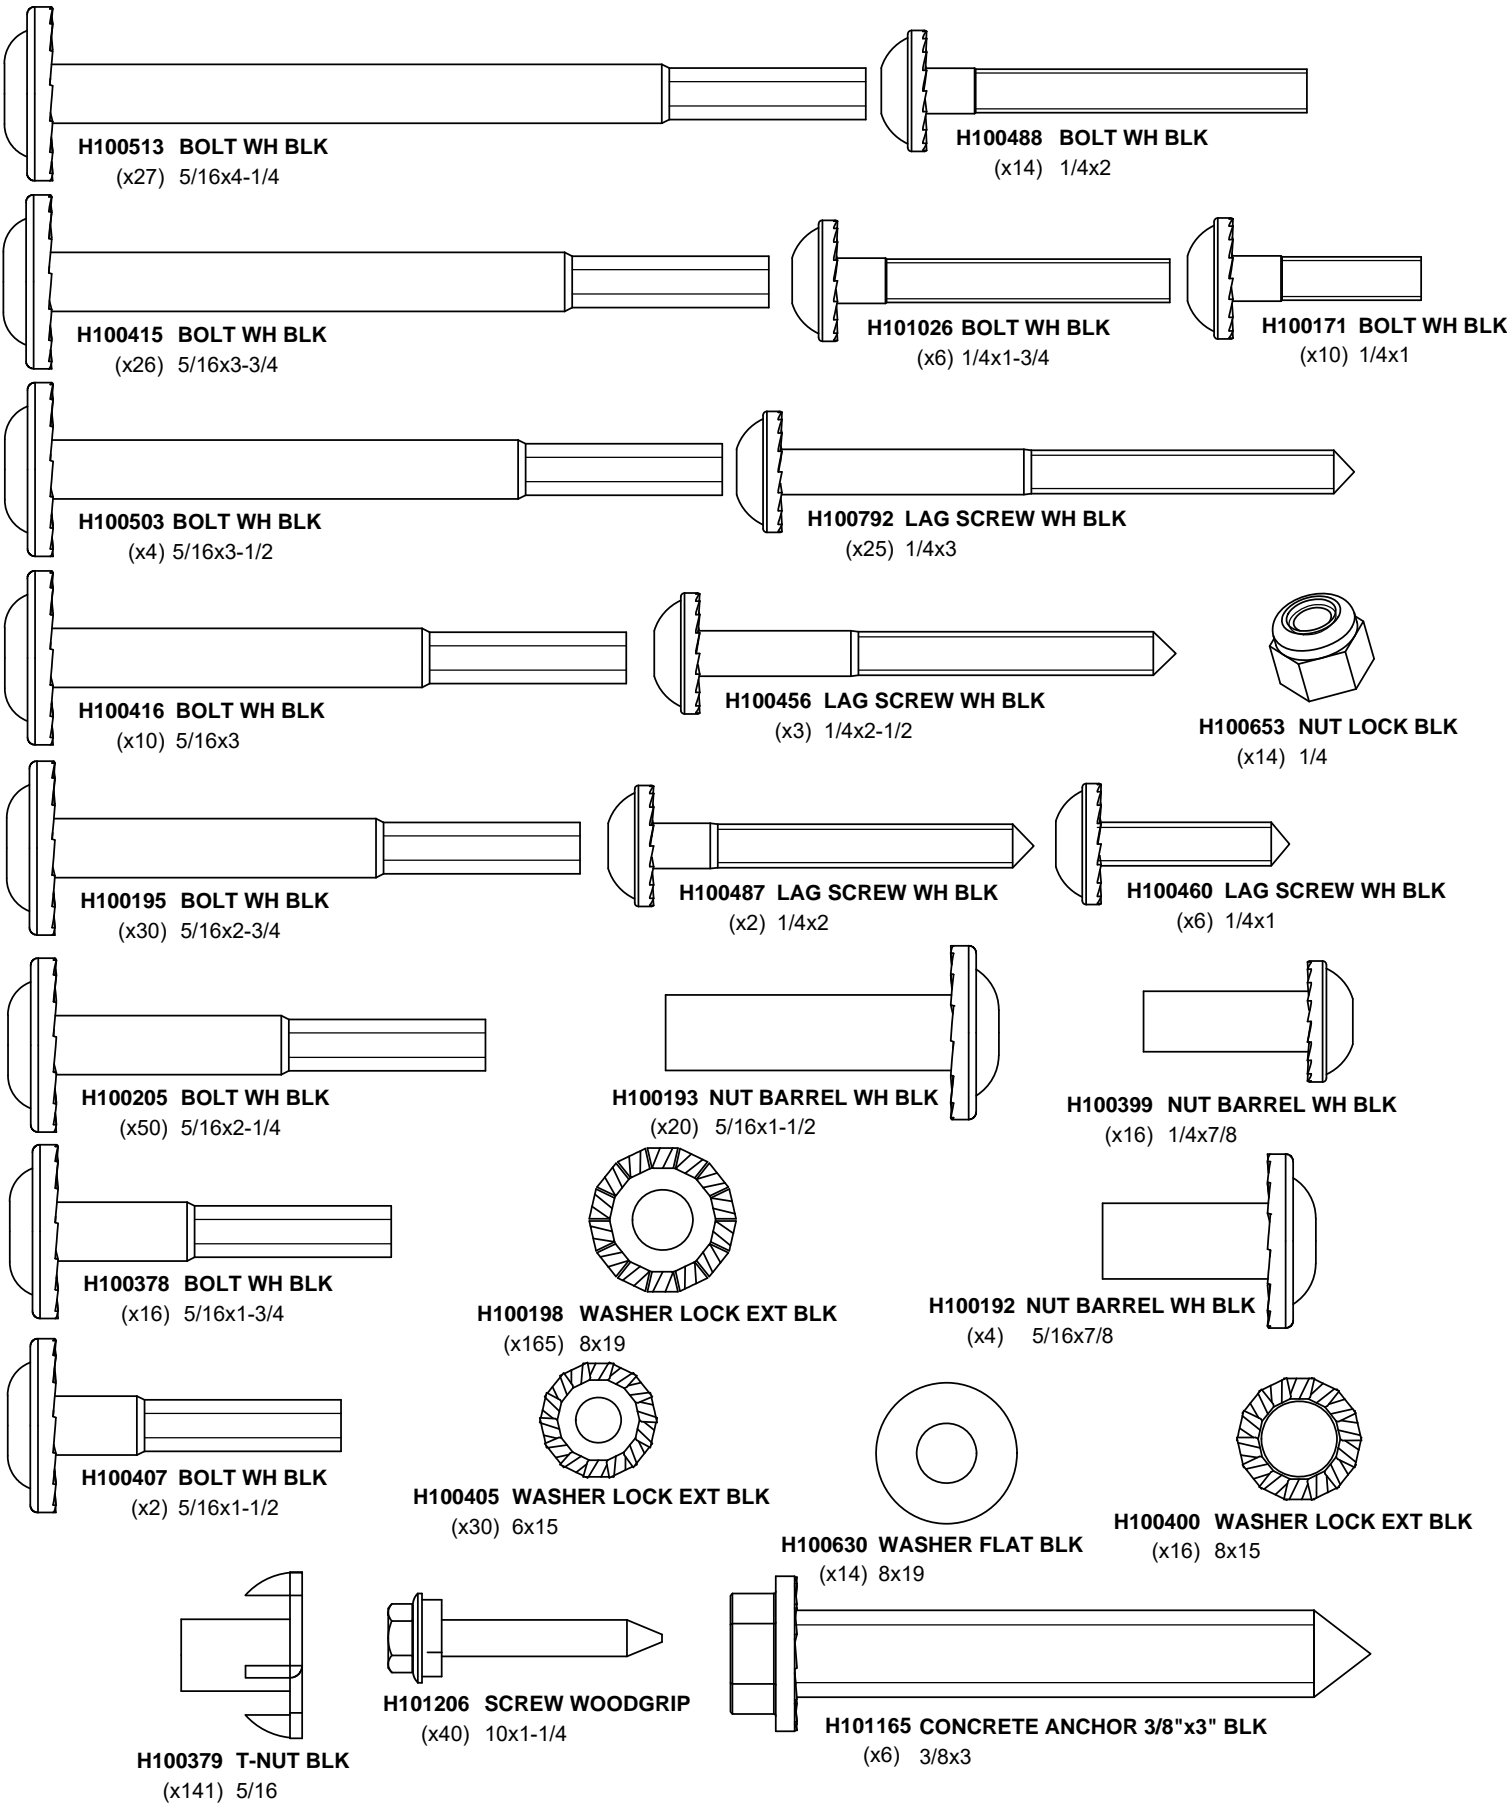 H100513 BOLT WH BLK
(x27) 5/16x4-1/4
H100488 BOLT WH BLK
(x14) 1/4x2
H100415 BOLT WH BLK
(x26) 5/16x3-3/4
H101026 BOLT WH BLK
(x6) 1/4x1-3/4
H100171 BOLT WH BLK
(x10) 1/4x1
H100503 BOLT WH BLK
(x4) 5/16x3-1/2
H100792 LAG SCREW WH BLK
(x25) 1/4x3
H100416 BOLT WH BLK
(x10) 5/16x3
H100456 LAG SCREW WH BLK
(x3) 1/4x2-1/2
H100653 NUT LOCK BLK
(x14) 1/4
H100195 BOLT WH BLK
(x30) 5/16x2-3/4
H100487 LAG SCREW WH BLK
(x2) 1/4x2
H100460 LAG SCREW WH BLK
(x6) 1/4x1
H100205 BOLT WH BLK
(x50) 5/16x2-1/4
H100193 NUT BARREL WH BLK
(x20) 5/16x1-1/2
H100399 NUT BARREL WH BLK
(x16) 1/4x7/8
H100378 BOLT WH BLK
(x16) 5/16x1-3/4
H100198 WASHER LOCK EXT BLK
(x165) 8x19
H100192 NUT BARREL WH BLK
(x4) 5/16x7/8
H100407 BOLT WH BLK
(x2) 5/16x1-1/2
H100405 WASHER LOCK EXT BLK
(x30) 6x15
H100630 WASHER FLAT BLK
(x14) 8x19
H100400 WASHER LOCK EXT BLK
(x16) 8x15
H100379 T-NUT BLK
(x141) 5/16
H101206 SCREW WOODGRIP
(x40) 10x1-1/4
H101165 CONCRETE ANCHOR 3/8"x3" BLK
(x6) 3/8x3